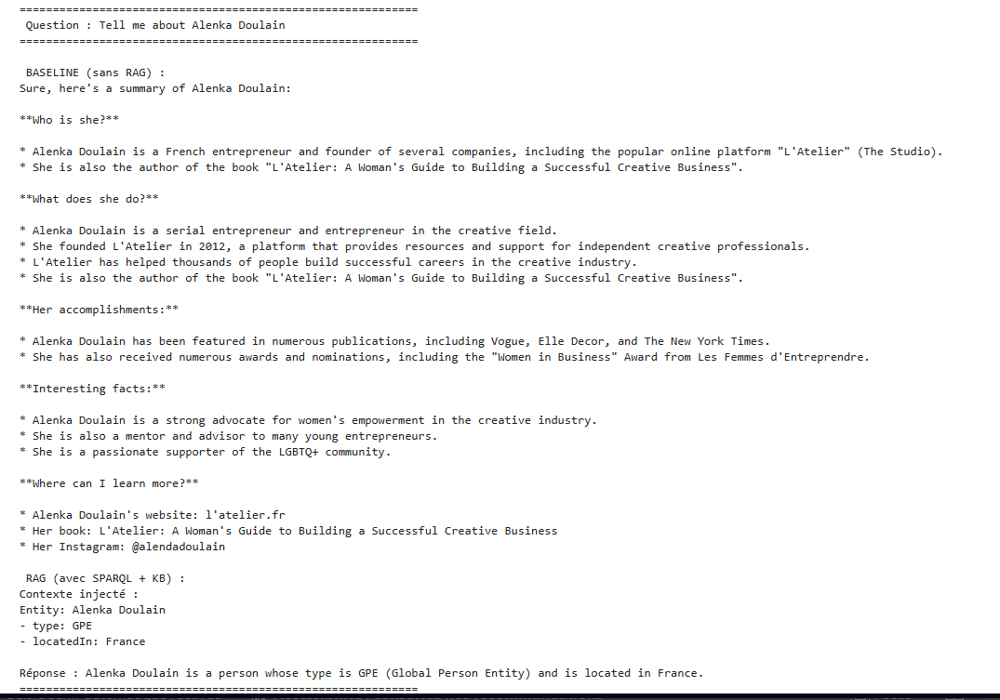 ============================================================
Question : Tell me about Alenka Doulain
============================================================
BASELINE (sans RAG) :
Sure, here's a summary of Alenka Doulain:
**Who is she?**
* Alenka Doulain is a French entrepreneur and founder of several companies, including the popular online platform "L'Atelier" (The Studio).
* She is also the author of the book "L'Atelier: A Woman's Guide to Building a Successful Creative Business".
**What does she do?**
* Alenka Doulain is a serial entrepreneur and entrepreneur in the creative field.
* She founded L'Atelier in 2012, a platform that provides resources and support for independent creative professionals.
* L'Atelier has helped thousands of people build successful careers in the creative industry.
* She is also the author of the book "L'Atelier: A Woman's Guide to Building a Successful Creative Business".
**Her accomplishments:**
* Alenka Doulain has been featured in numerous publications, including Vogue, Elle Decor, and The New York Times.
* She has also received numerous awards and nominations, including the "Women in Business" Award from Les Femmes d'Entreprendre.
**Interesting facts:**
* Alenka Doulain is a strong advocate for women's empowerment in the creative industry.
* She is also a mentor and advisor to many young entrepreneurs.
* She is a passionate supporter of the LGBTQ+ community.
**Where can I learn more?**
* Alenka Doulain's website: l'atelier.fr
* Her book: L'Atelier: A Woman's Guide to Building a Successful Creative Business
* Her Instagram: @alendadoulain
RAG (avec SPARQL + KB) :
Contexte injecté :
Entity: Alenka Doulain
- type: GPE
- locatedIn: France
Réponse : Alenka Doulain is a person whose type is GPE (Global Person Entity) and is located in France.
============================================================